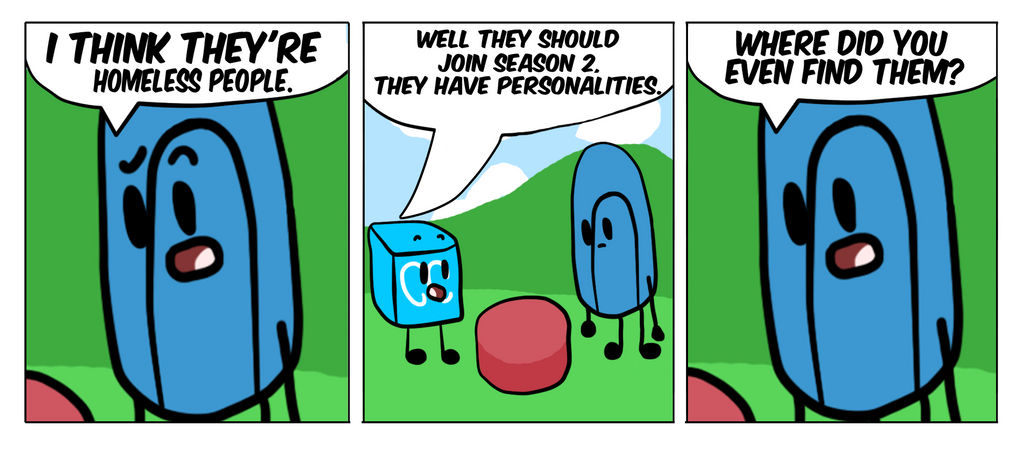 I THINK THEY'RE
HOMELESS PEOPLE.
WELL THEY SHOULD
JOIN SEASON 2.
THEY HAVE PERSONALITIES.
CC
WHERE DID YOU
EVEN FIND THEM?